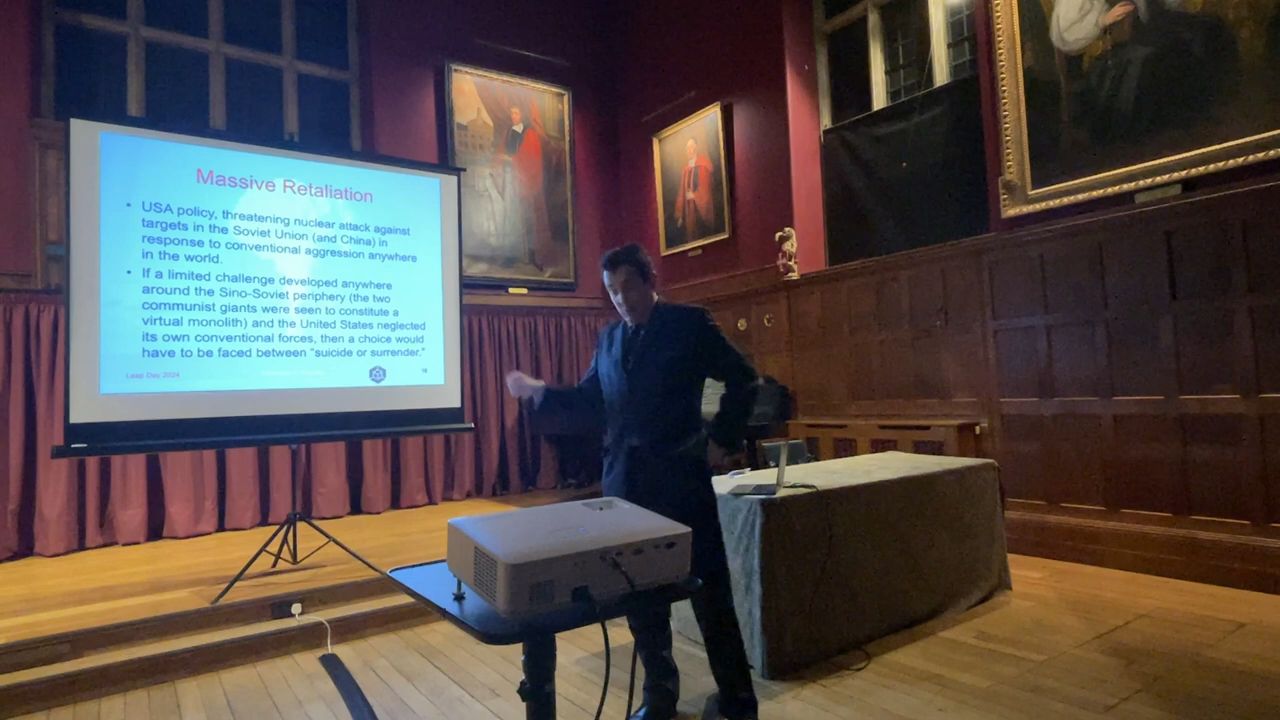 Massive Retaliation
• USA policy, threatening nuclear attack against
targets in the Soviet Union (and China) in
response to conventional aggression anywhere
in the world.
• If a limited challenge developed anywhere
around the Sino-Soviet periphery (the two
communist giants were seen to constitute a
virtual monolith) and the United States neglected
its own conventional forces, then a choice would
have to be faced between “suicide or surrender.”
Leap Day 2024